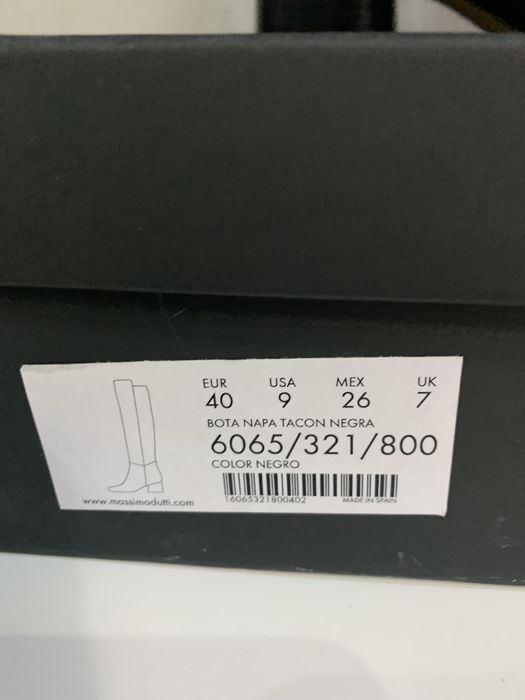 EUR USA MEX UK
40 9 26 7
BOTA NAPA TACON NEGRA
6065/321/800
COLOR NEGRO
16065321800402 MADE IN SPAIN
www.massimodutti.com